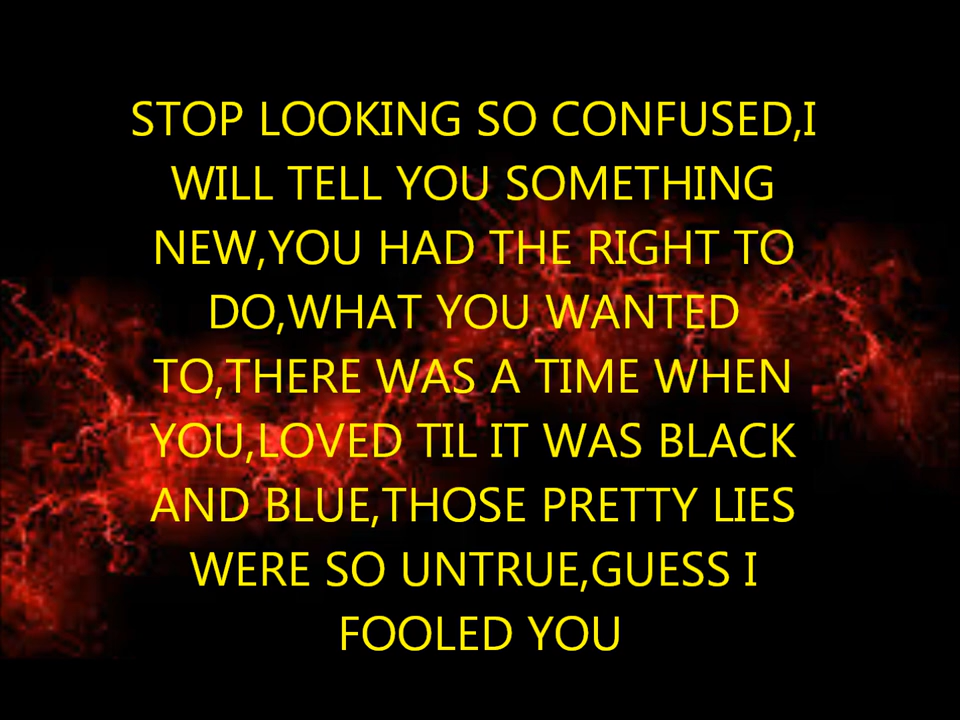 STOP LOOKING SO CONFUSED,I
WILL TELL YOU SOMETHING
NEW,YOU HAD THE RIGHT TO
DO,WHAT YOU WANTED
TO,THERE WAS A TIME WHEN
YOU,LOVED TIL IT WAS BLACK
AND BLUE,THOSE PRETTY LIES
WERE SO UNTRUE,GUESS I
FOOLED YOU